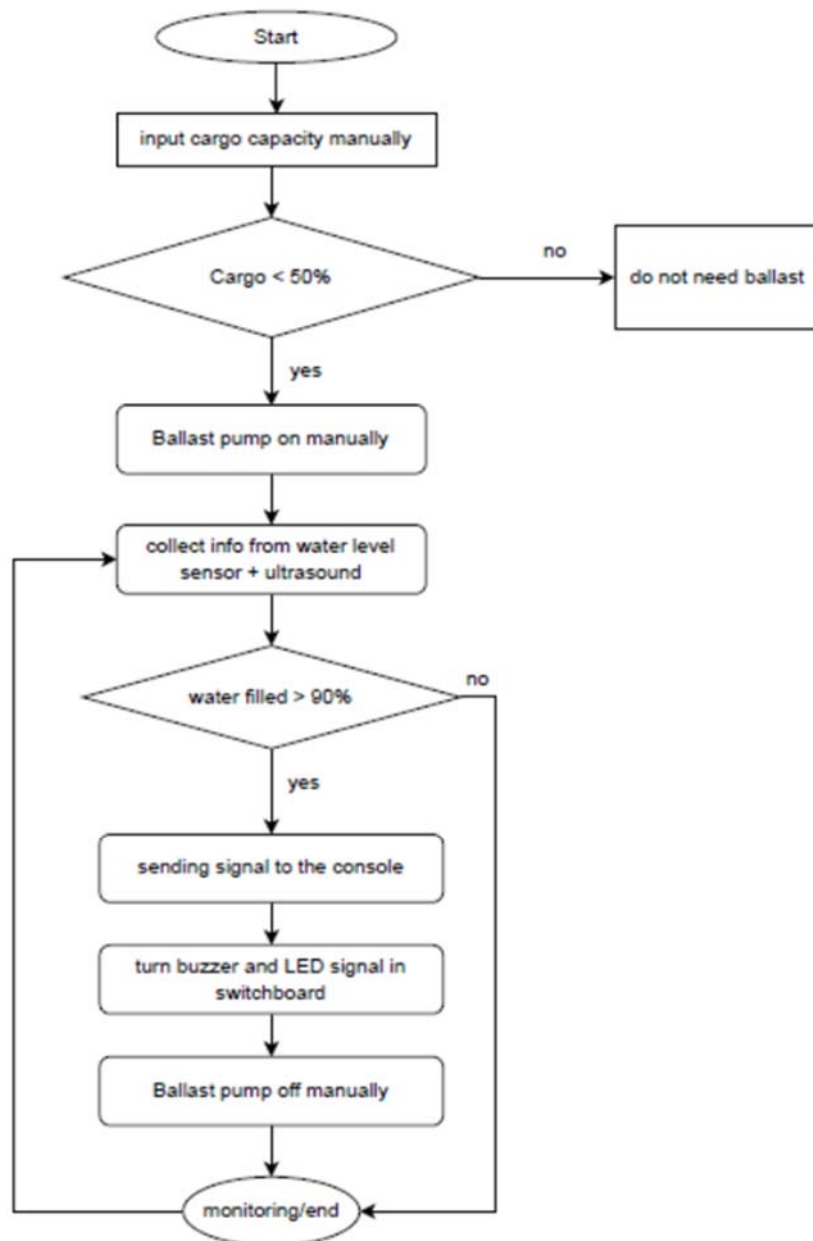 Start
input cargo capacity manually
Cargo < 50%
no
do not need ballast
yes
Ballast pump on manually
collect info from water level
sensor + ultrasound
water filled > 90%
no
yes
sending signal to the console
turn buzzer and LED signal in
switchboard
Ballast pump off manually
monitoring/end